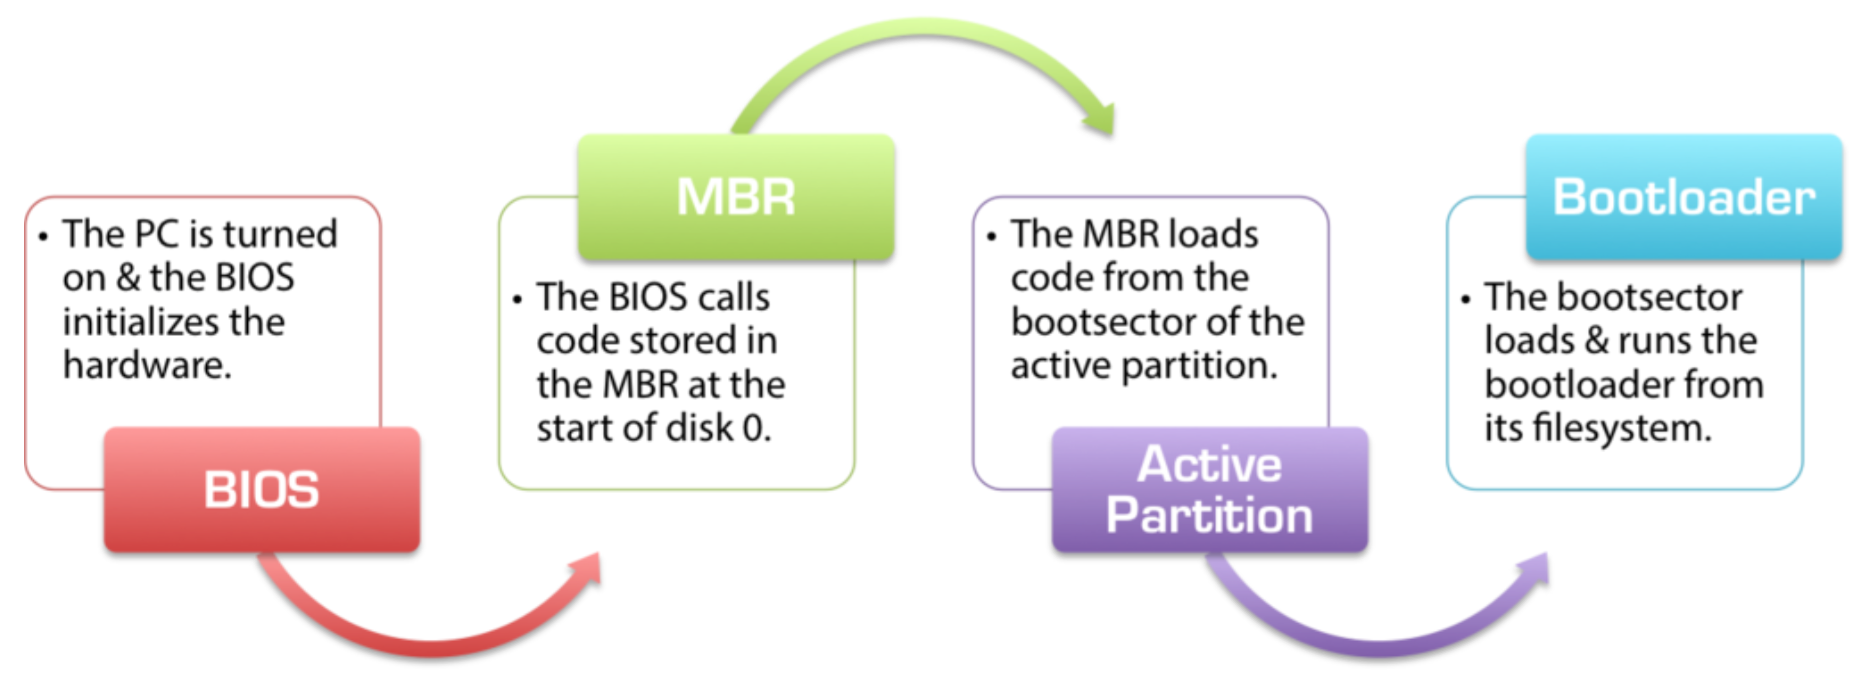 • The PC is turned
on & the BIOS
initializes the
hardware.
BIOS
MBR
• The BIOS calls
code stored in
the MBR at the
start of disk 0.
• The MBR loads
code from the
bootsector of the
active partition.
Active
Partition
Bootloader
• The bootsector
loads & runs the
bootloader from
its filesystem.